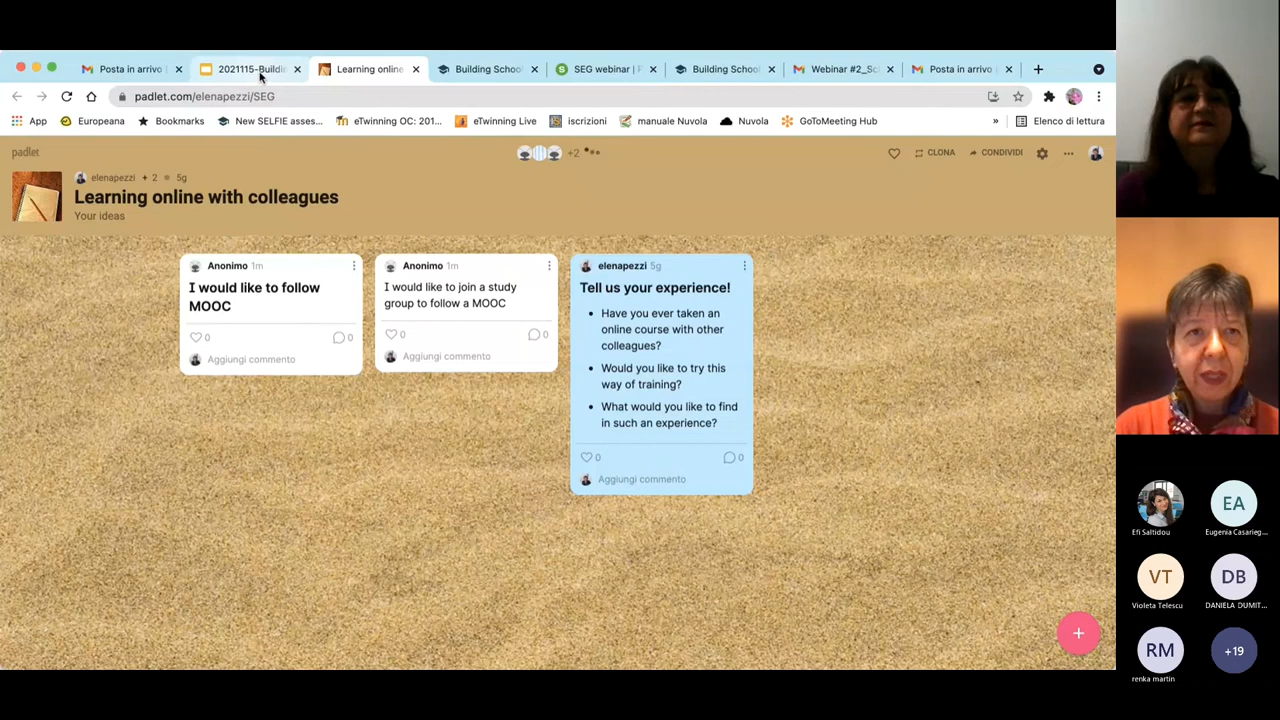 Posta in arrivo
2021115-Buildi
Learning online
Building Schoo
SEG webinar | P
Building School
Webinar #2_Sc
Posta in arrivo
padlet.com/elenapezzi/SEG
App
Europeana
Bookmarks
New SELFIE asses...
eTwinning OC: 201...
eTwinning Live
iscrizioni
manuale Nuvola
Nuvola
GoToMeeting Hub
»
Elenco di lettura
padlet
+2
CLONA
CONDIVIDI
elenapezzi + 2 5g
Learning online with colleagues
Your ideas
Anonimo 1m
I would like to follow
MOOC
0 0
Aggiungi commento
Anonimo 1m
I would like to join a study
group to follow a MOOC
0 0
Aggiungi commento
elenapezzi 5g
Tell us your experience!
• Have you ever taken an
online course with other
colleagues?
• Would you like to try this
way of training?
• What would you like to find
in such an experience?
0 0
Aggiungi commento
Efi Saltidou
EA
Eugenia Casarieg...
VT
Violeta Telescu
DB
DANIELA DUMIT...
RM
renka martin
+19